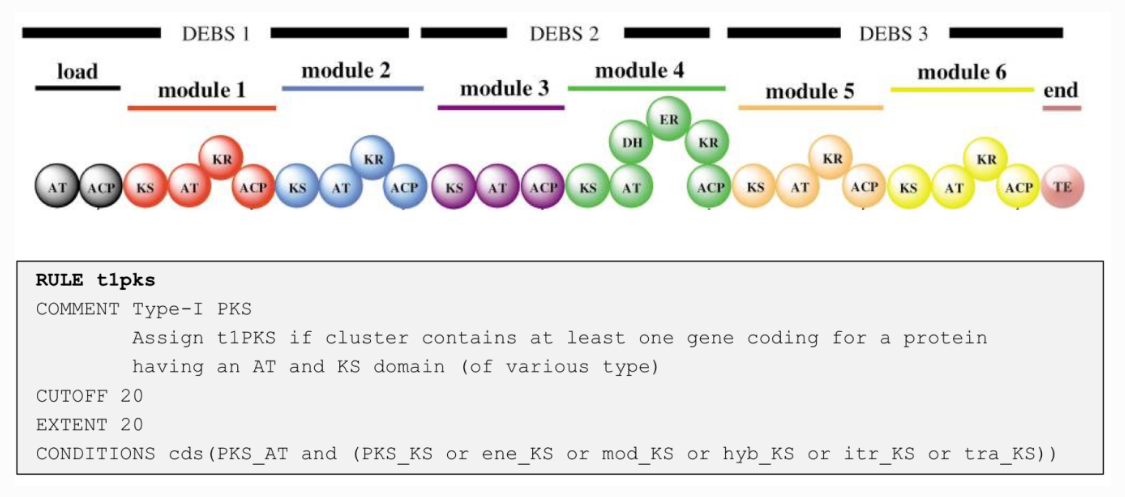 DEBS 1 DEBS 2 DEBS 3
load module 1 module 2 module 3 module 4 module 5 module 6 end
ER
DH KR
KR KR KR KR
AT ACP KS AT ACP KS AT ACP KS AT ACP KS AT ACP KS AT ACP KS AT ACP TE
RULE t1pks
COMMENT Type-I PKS
Assign t1PKS if cluster contains at least one gene coding for a protein
having an AT and KS domain (of various type)
CUTOFF 20
EXTENT 20
CONDITIONS cds(PKS_AT and (PKS_KS or ene_KS or mod_KS or hyb_KS or itr_KS or tra_KS))